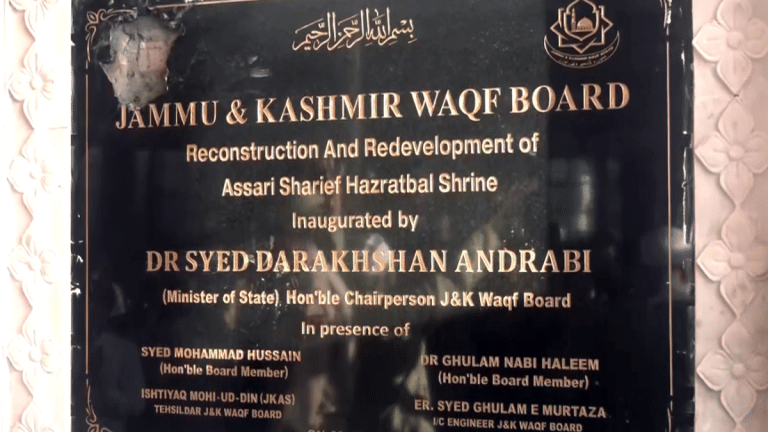 بسم الله الرحمن الرحيم
JAMMU & KASHMIR WAQF BOARD
Reconstruction And Redevelopment of
Assari Sharief Hazratbal Shrine
Inaugurated by
DR SYED DARAKHSHAN ANDRABI
(Minister of State) Hon'ble Chairperson J&K Waqf Board
In presence of
SYED MOHAMMAD HUSSAIN
(Hon'ble Board Member)
ISHTIYAQ MOHI-UD-DIN (JKAS)
TEHSILDAR J&K WAQF BOARD
DR GHULAM NABI HALEEM
(Hon'ble Board Member)
ER. SYED GHULAM E MURTAZA
I/C ENGINEER J&K WAQF BOARD